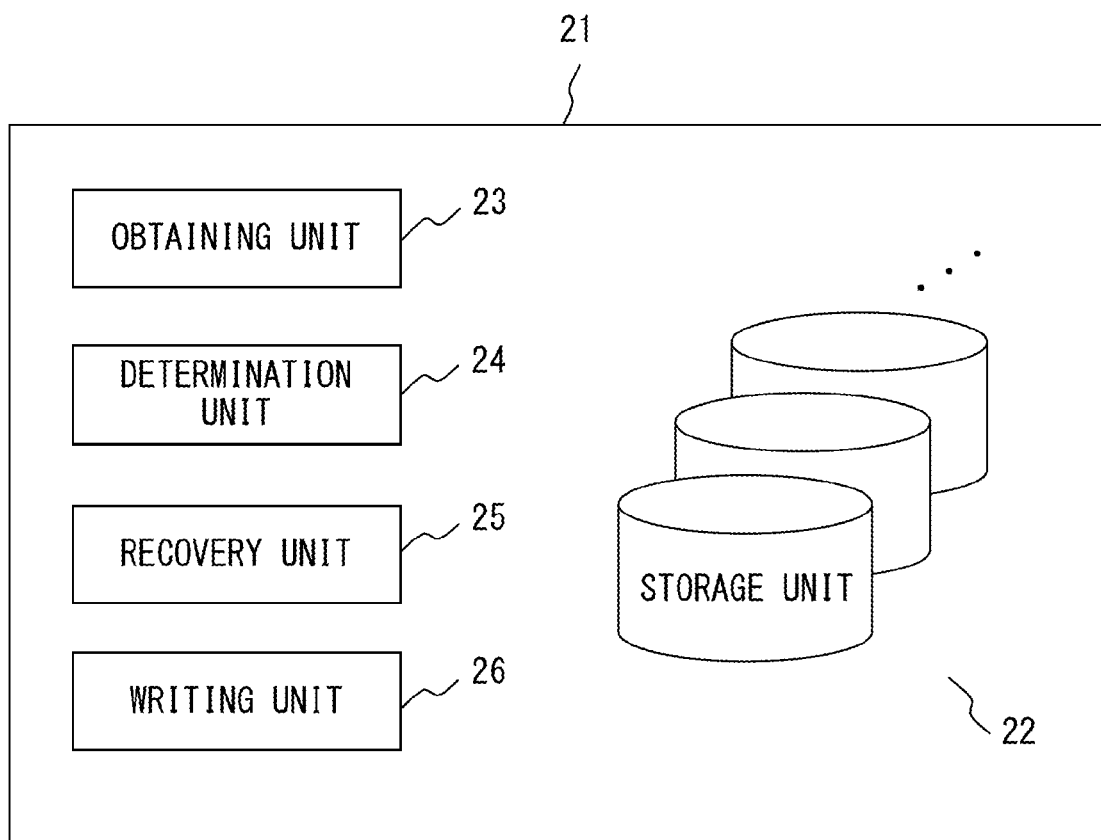 21
OBTAINING UNIT
23
DETERMINATION
UNIT
24
RECOVERY UNIT
25
WRITING UNIT
26
STORAGE UNIT
22